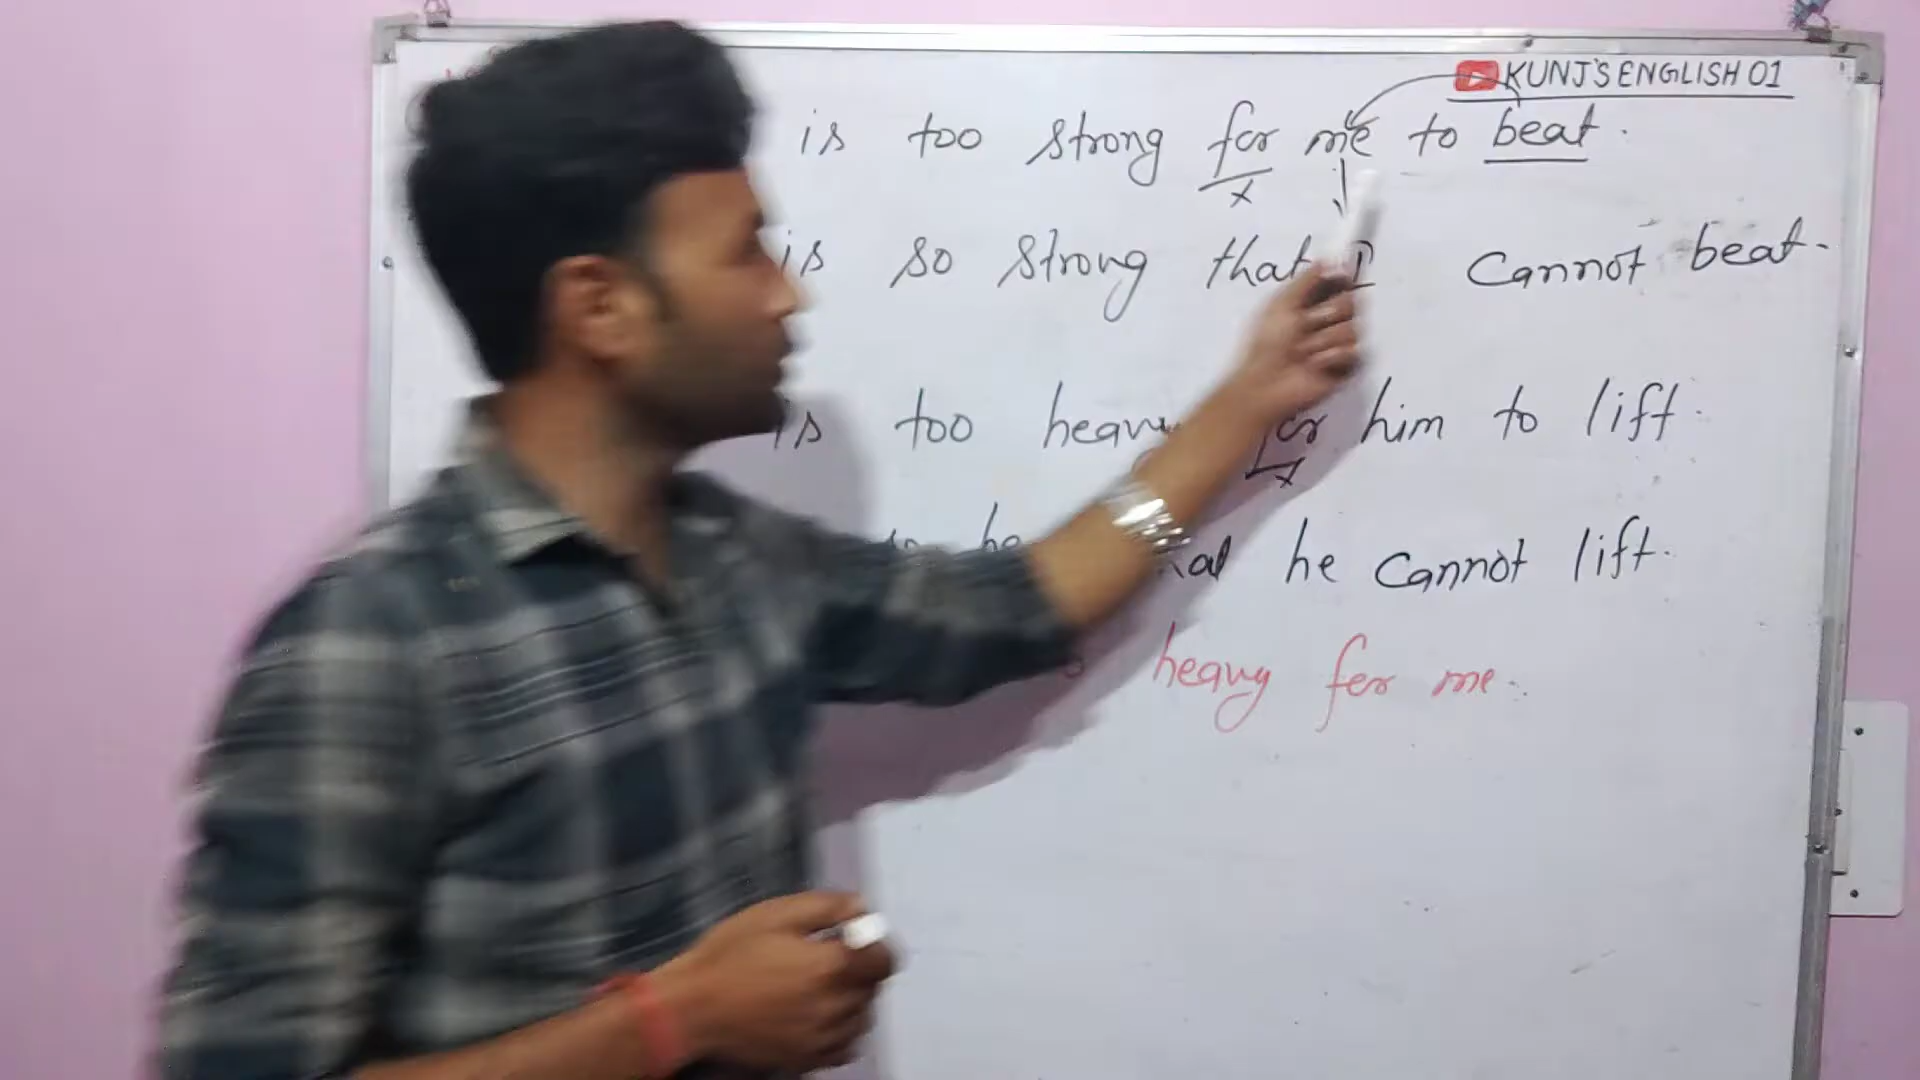 KUNJ'S ENGLISH 01
is too strong for me to beat.
is so strong that I cannot beat.
is too heavy for him to lift.
he cannot lift.
heavy for me.